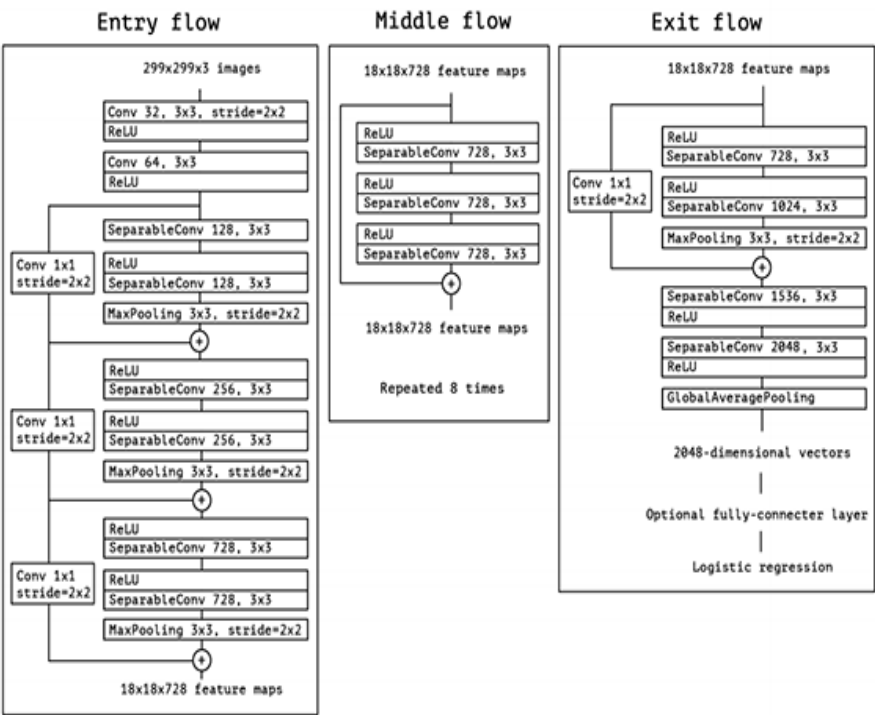 Entry flow
299x299x3 images
Conv 32, 3x3, stride=2x2
ReLU
Conv 64, 3x3
ReLU
SeparableConv 128, 3x3
Conv 1x1
stride=2x2
ReLU
SeparableConv 128, 3x3
MaxPooling 3x3, stride=2x2
+
ReLU
SeparableConv 256, 3x3
Conv 1x1
stride=2x2
ReLU
SeparableConv 256, 3x3
MaxPooling 3x3, stride=2x2
+
ReLU
SeparableConv 728, 3x3
Conv 1x1
stride=2x2
ReLU
SeparableConv 728, 3x3
MaxPooling 3x3, stride=2x2
+
18x18x728 feature maps
Middle flow
18x18x728 feature maps
ReLU
SeparableConv 728, 3x3
ReLU
SeparableConv 728, 3x3
ReLU
SeparableConv 728, 3x3
+
18x18x728 feature maps
Repeated 8 times
Exit flow
18x18x728 feature maps
ReLU
SeparableConv 728, 3x3
Conv 1x1
stride=2x2
ReLU
SeparableConv 1024, 3x3
MaxPooling 3x3, stride=2x2
+
SeparableConv 1536, 3x3
ReLU
SeparableConv 2048, 3x3
ReLU
GlobalAveragePooling
2048-dimensional vectors
Optional fully-connecter layer
Logistic regression